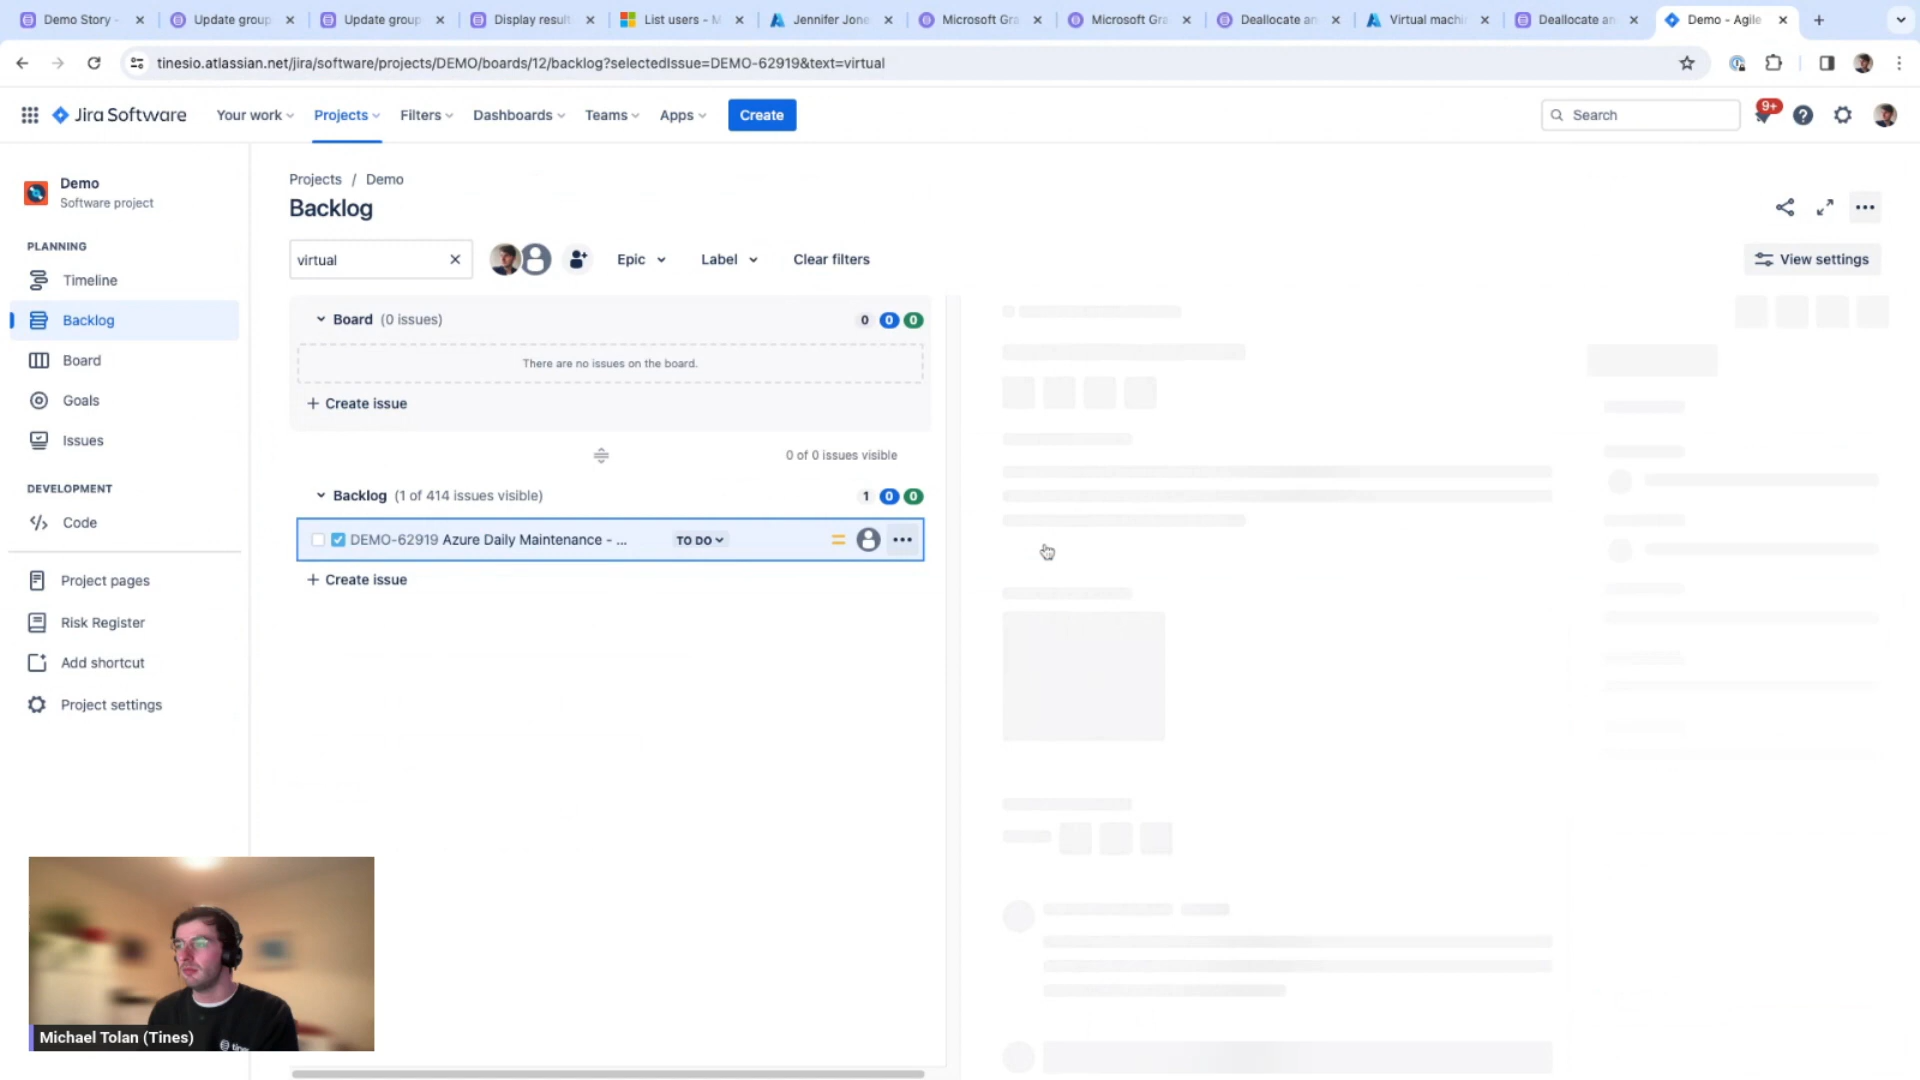 Demo Story -
Update group
Update group
Display result
List users - M
Jennifer Jone
Microsoft Gra
Microsoft Gra
Deallocate an
Virtual machi
Deallocate an
Demo - Agile
tinesio.atlassian.net/jira/software/projects/DEMO/boards/12/backlog?selectedIssue=DEMO-62919&text=virtual
Jira Software
Your work
Projects
Filters
Dashboards
Teams
Apps
Create
Search
9+
Demo
Software project
PLANNING
Timeline
Backlog
Board
Goals
Issues
DEVELOPMENT
Code
Project pages
Risk Register
Add shortcut
Project settings
Projects / Demo
Backlog
virtual
Epic
Label
Clear filters
View settings
Board (0 issues)
0 0 0
There are no issues on the board.
+ Create issue
0 of 0 issues visible
Backlog (1 of 414 issues visible)
1 0 0
DEMO-62919 Azure Daily Maintenance - ...
TO DO
+ Create issue
Michael Tolan (Tines)